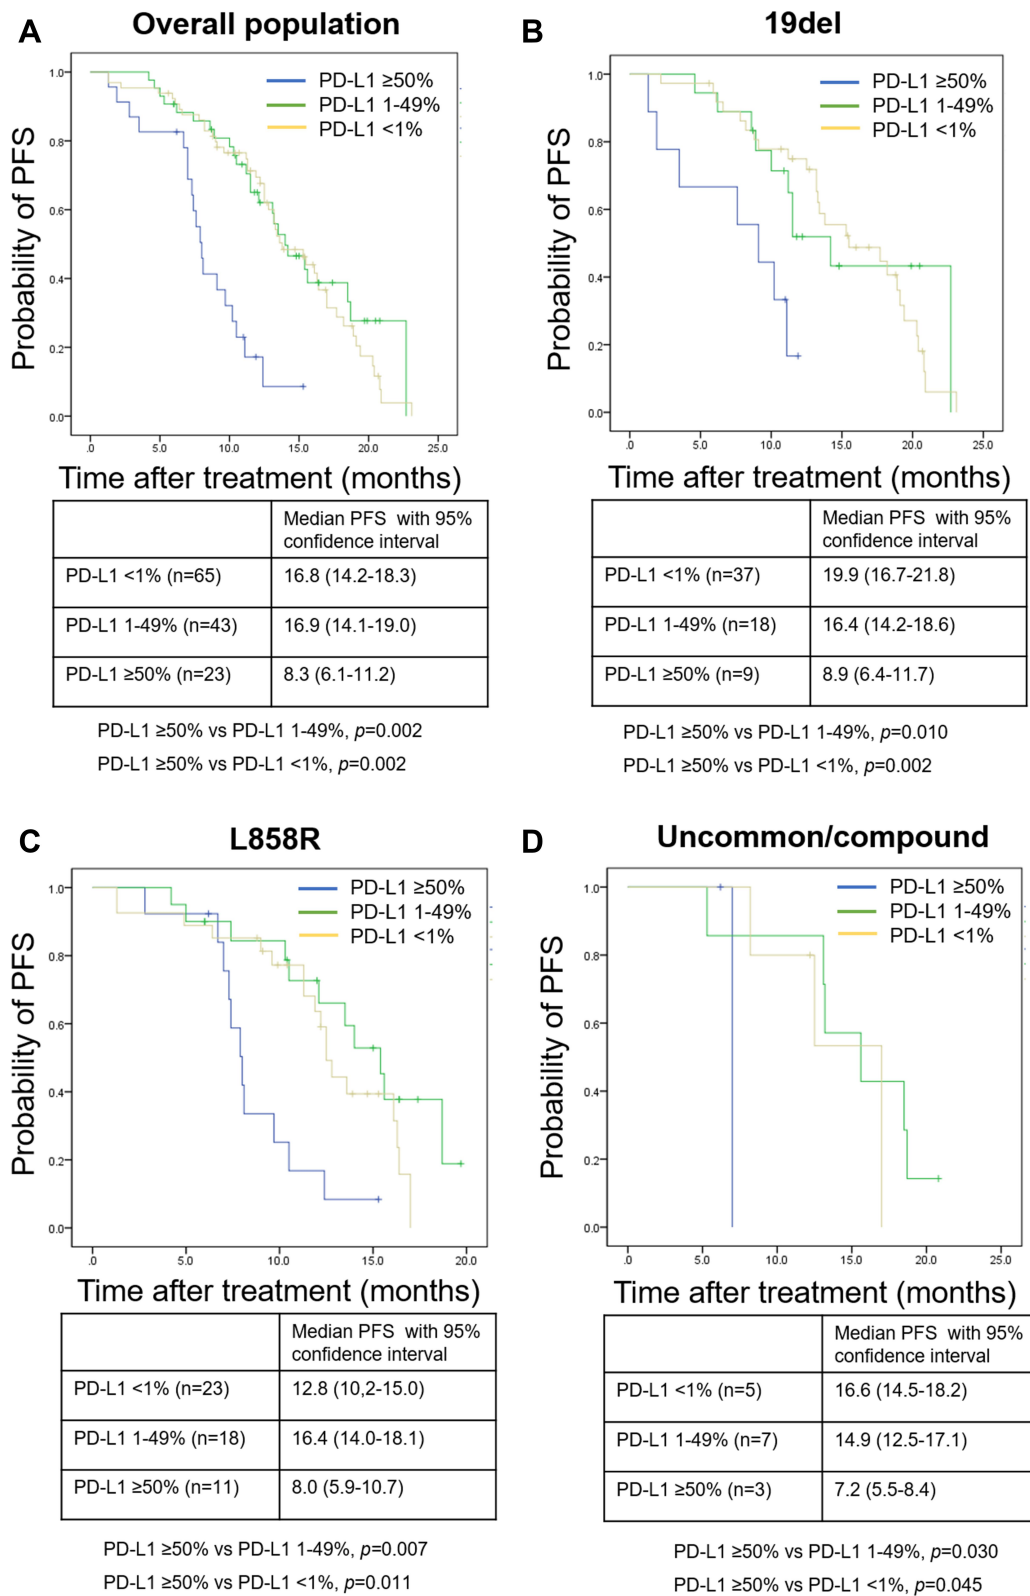 A
Overall population
PD-L1 ≥50%
PD-L1 1-49%
PD-L1 <1%
Probability of PFS
1.0
0.8
0.6
0.4
0.2
0.0
.0 5.0 10.0 15.0 20.0 25.0
Time after treatment (months)
Median PFS with 95%
confidence interval
PD-L1 <1% (n=65) 16.8 (14.2-18.3)
PD-L1 1-49% (n=43) 16.9 (14.1-19.0)
PD-L1 ≥50% (n=23) 8.3 (6.1-11.2)
PD-L1 ≥50% vs PD-L1 1-49%, p=0.002
PD-L1 ≥50% vs PD-L1 <1%, p=0.002
B
19del
PD-L1 ≥50%
PD-L1 1-49%
PD-L1 <1%
Probability of PFS
1.0
0.8
0.6
0.4
0.2
0.0
.0 5.0 10.0 15.0 20.0 25.0
Time after treatment (months)
Median PFS with 95%
confidence interval
PD-L1 <1% (n=37) 19.9 (16.7-21.8)
PD-L1 1-49% (n=18) 16.4 (14.2-18.6)
PD-L1 ≥50% (n=9) 8.9 (6.4-11.7)
PD-L1 ≥50% vs PD-L1 1-49%, p=0.010
PD-L1 ≥50% vs PD-L1 <1%, p=0.002
C
L858R
PD-L1 ≥50%
PD-L1 1-49%
PD-L1 <1%
Probability of PFS
1.0
0.8
0.6
0.4
0.2
0.0
.0 5.0 10.0 15.0 20.0
Time after treatment (months)
Median PFS with 95%
confidence interval
PD-L1 <1% (n=23) 12.8 (10,2-15.0)
PD-L1 1-49% (n=18) 16.4 (14.0-18.1)
PD-L1 ≥50% (n=11) 8.0 (5.9-10.7)
PD-L1 ≥50% vs PD-L1 1-49%, p=0.007
PD-L1 ≥50% vs PD-L1 <1%, p=0.011
D
Uncommon/compound
PD-L1 ≥50%
PD-L1 1-49%
PD-L1 <1%
Probability of PFS
1.0
0.8
0.6
0.4
0.2
0.0
.0 5.0 10.0 15.0 20.0 25.0
Time after treatment (months)
Median PFS with 95%
confidence interval
PD-L1 <1% (n=5) 16.6 (14.5-18.2)
PD-L1 1-49% (n=7) 14.9 (12.5-17.1)
PD-L1 ≥50% (n=3) 7.2 (5.5-8.4)
PD-L1 ≥50% vs PD-L1 1-49%, p=0.030
PD-L1 ≥50% vs PD-L1 <1%, p=0.045